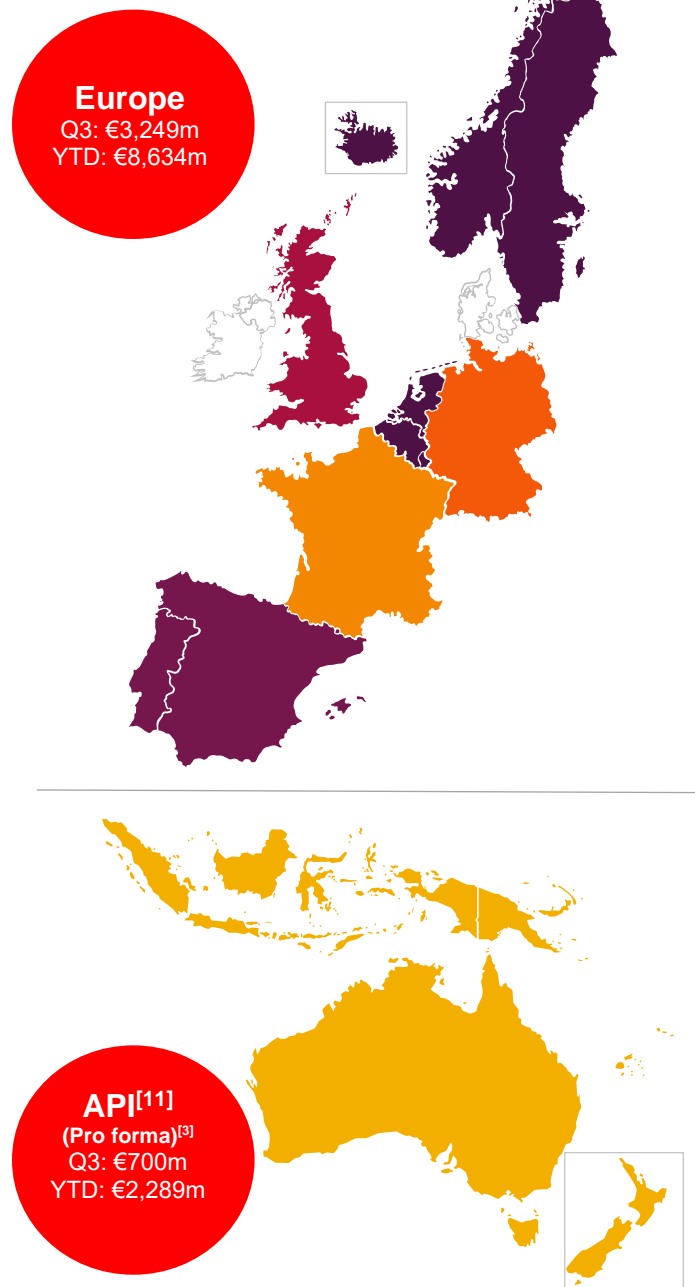 Europe
Q3: €3,249m
YTD: €8,634m
API[11]
(Pro forma)[3]
Q3: €700m
YTD: €2,289m